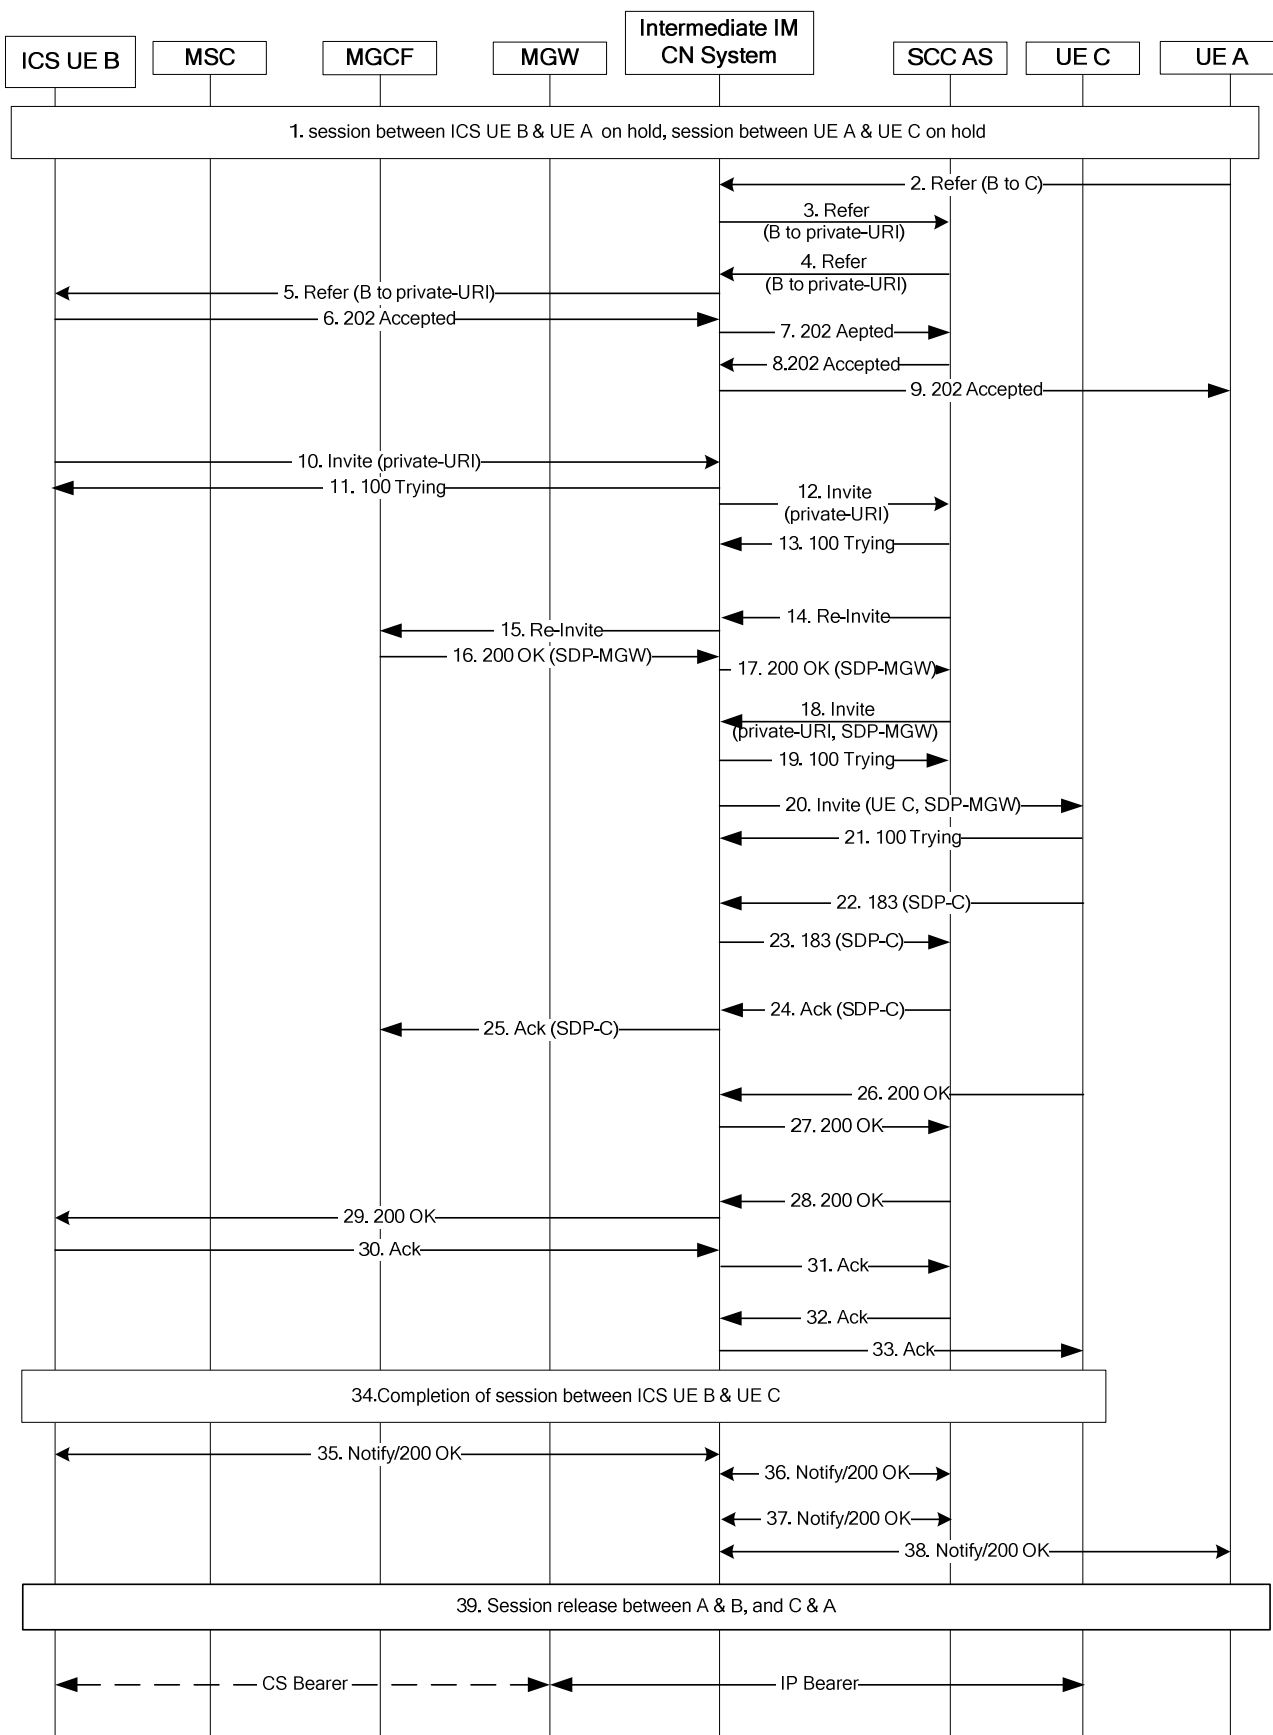 ICS UE B
MSC
MGCF
MGW
Intermediate IM
CN System
SCC AS
UE C
UE A
1. session between ICS UE B & UE A on hold, session between UE A & UE C on hold
2. Refer (B to C)
3. Refer
(B to private-URI)
4. Refer
(B to private-URI)
5. Refer (B to private-URI)
6. 202 Accepted
7. 202 Aepted
8.202 Accepted
9. 202 Accepted
10. Invite (private-URI)
11. 100 Trying
12. Invite
(private-URI)
13. 100 Trying
14. Re-Invite
15. Re-Invite
16. 200 OK (SDP-MGW)
17. 200 OK (SDP-MGW)
18. Invite
(private-URI, SDP-MGW)
19. 100 Trying
20. Invite (UE C, SDP-MGW)
21. 100 Trying
22. 183 (SDP-C)
23. 183 (SDP-C)
24. Ack (SDP-C)
25. Ack (SDP-C)
26. 200 OK
27. 200 OK
28. 200 OK
29. 200 OK
30. Ack
31. Ack
32. Ack
33. Ack
34.Completion of session between ICS UE B & UE C
35. Notify/200 OK
36. Notify/200 OK
37. Notify/200 OK
38. Notify/200 OK
39. Session release between A & B, and C & A
CS Bearer
IP Bearer